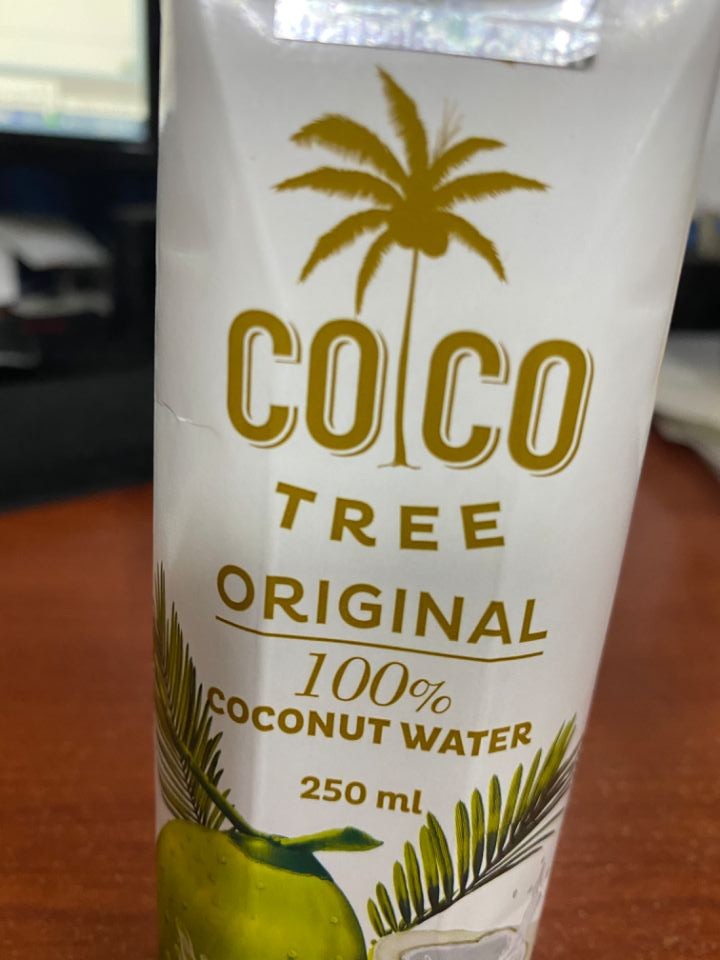 COCO
TREE
ORIGINAL
100%
COCONUT WATER
250 ml